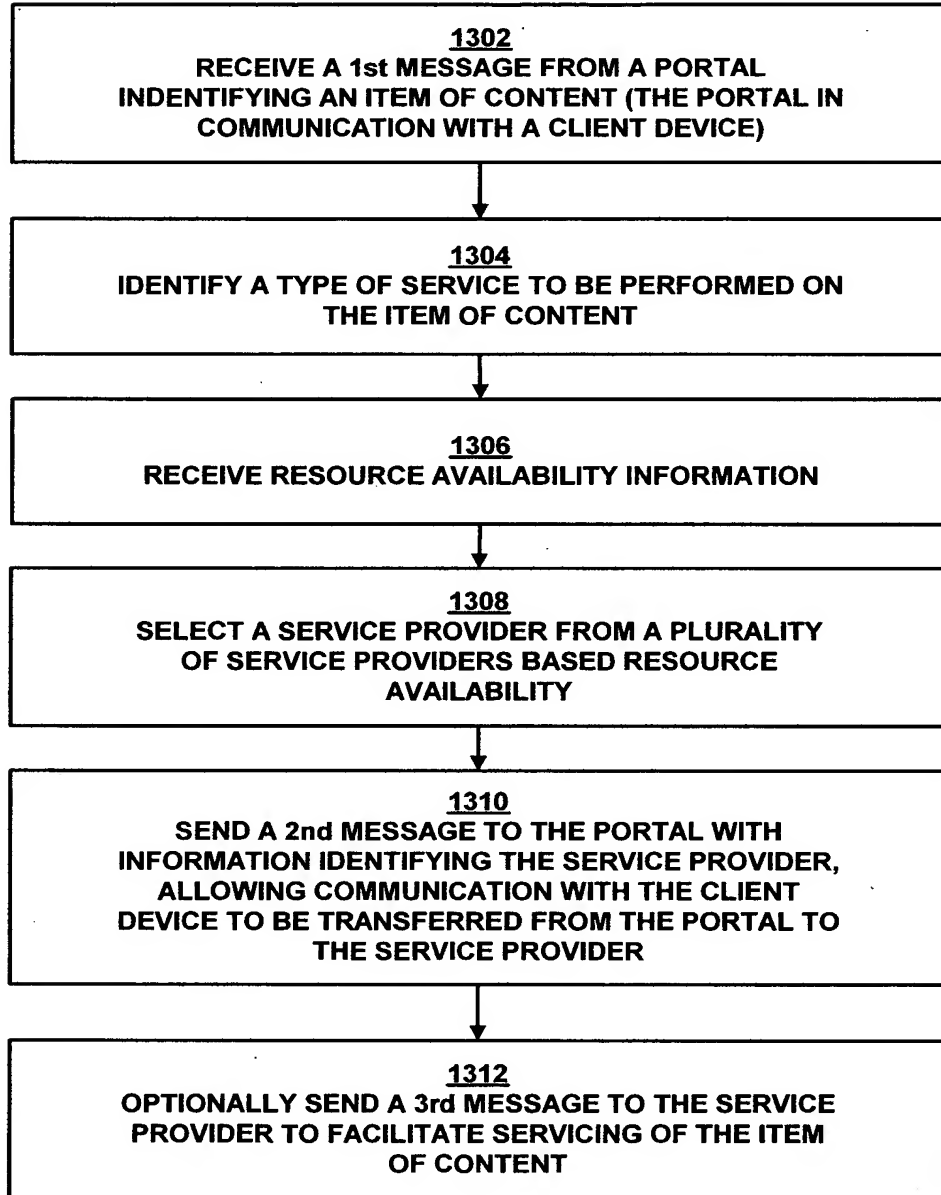 1302
RECEIVE A 1st MESSAGE FROM A PORTAL
INDENTIFYING AN ITEM OF CONTENT (THE PORTAL IN
COMMUNICATION WITH A CLIENT DEVICE)
1304
IDENTIFY A TYPE OF SERVICE TO BE PERFORMED ON
THE ITEM OF CONTENT
1306
RECEIVE RESOURCE AVAILABILITY INFORMATION
1308
SELECT A SERVICE PROVIDER FROM A PLURALITY
OF SERVICE PROVIDERS BASED RESOURCE
AVAILABILITY
1310
SEND A 2nd MESSAGE TO THE PORTAL WITH
INFORMATION IDENTIFYING THE SERVICE PROVIDER,
ALLOWING COMMUNICATION WITH THE CLIENT
DEVICE TO BE TRANSFERRED FROM THE PORTAL TO
THE SERVICE PROVIDER
1312
OPTIONALLY SEND A 3rd MESSAGE TO THE SERVICE
PROVIDER TO FACILITATE SERVICING OF THE ITEM
OF CONTENT